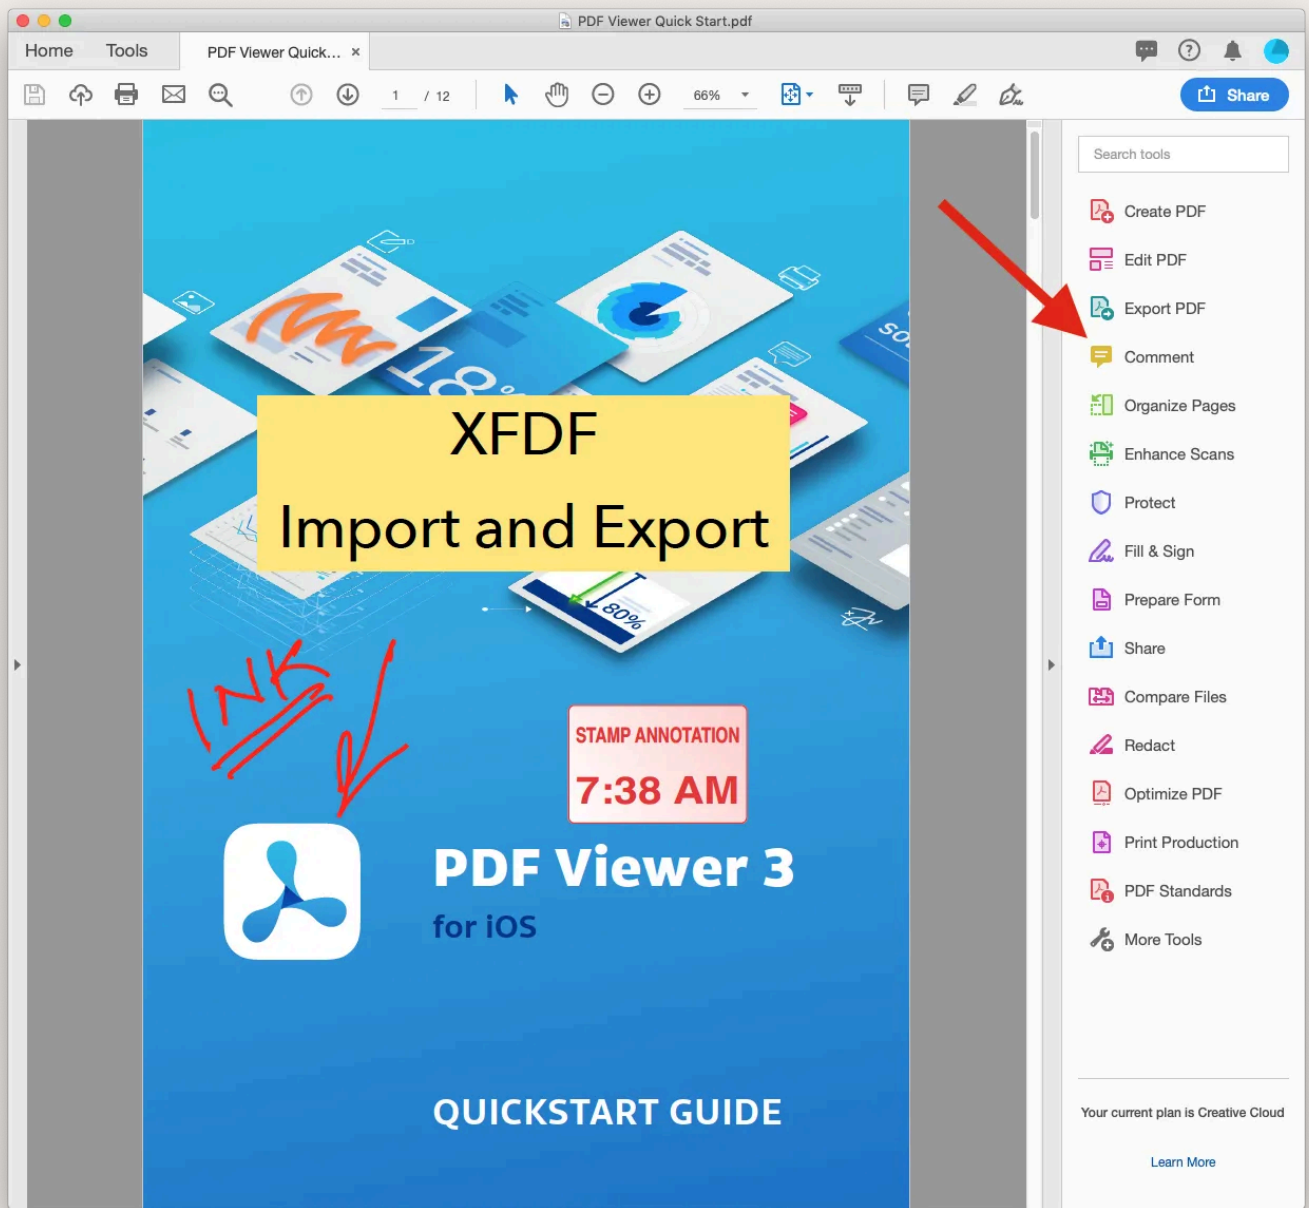 PDF Viewer Quick Start.pdf
Home Tools PDF Viewer Quick... ×
1 / 12 66% Share
Search tools
Create PDF
Edit PDF
Export PDF
Comment
Organize Pages
Enhance Scans
Protect
Fill & Sign
Prepare Form
Share
Compare Files
Redact
Optimize PDF
Print Production
PDF Standards
More Tools
Your current plan is Creative Cloud
Learn More
18%
XFDF
Import and Export
80%
INK
STAMP ANNOTATION
7:38 AM
PDF Viewer 3
for iOS
QUICKSTART GUIDE